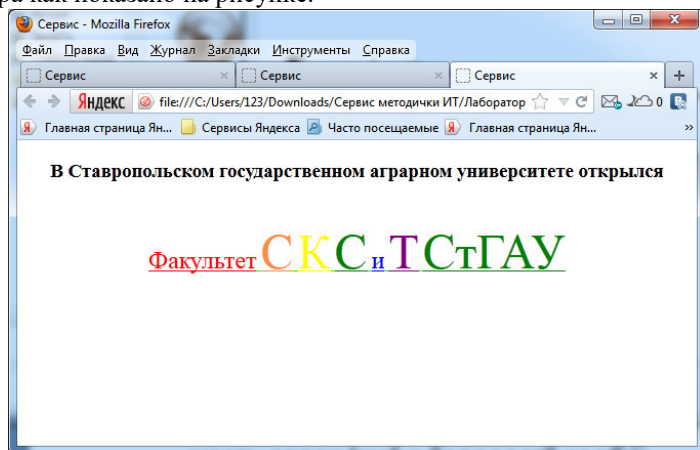 ра как показано на рисунке.
Сервис - Mozilla Firefox
Файл Правка Вид Журнал Закладки Инструменты Справка
Сервис × Сервис × Сервис × +
Яндекс file:///C:/Users/123/Downloads/Сервис методички ИТ/Лаборатор 0
Главная страница Ян... Сервисы Яндекса Часто посещаемые Главная страница Ян... »
В Ставропольском государственном аграрном университете открылся
Факультет С К С и Т СтГАУ